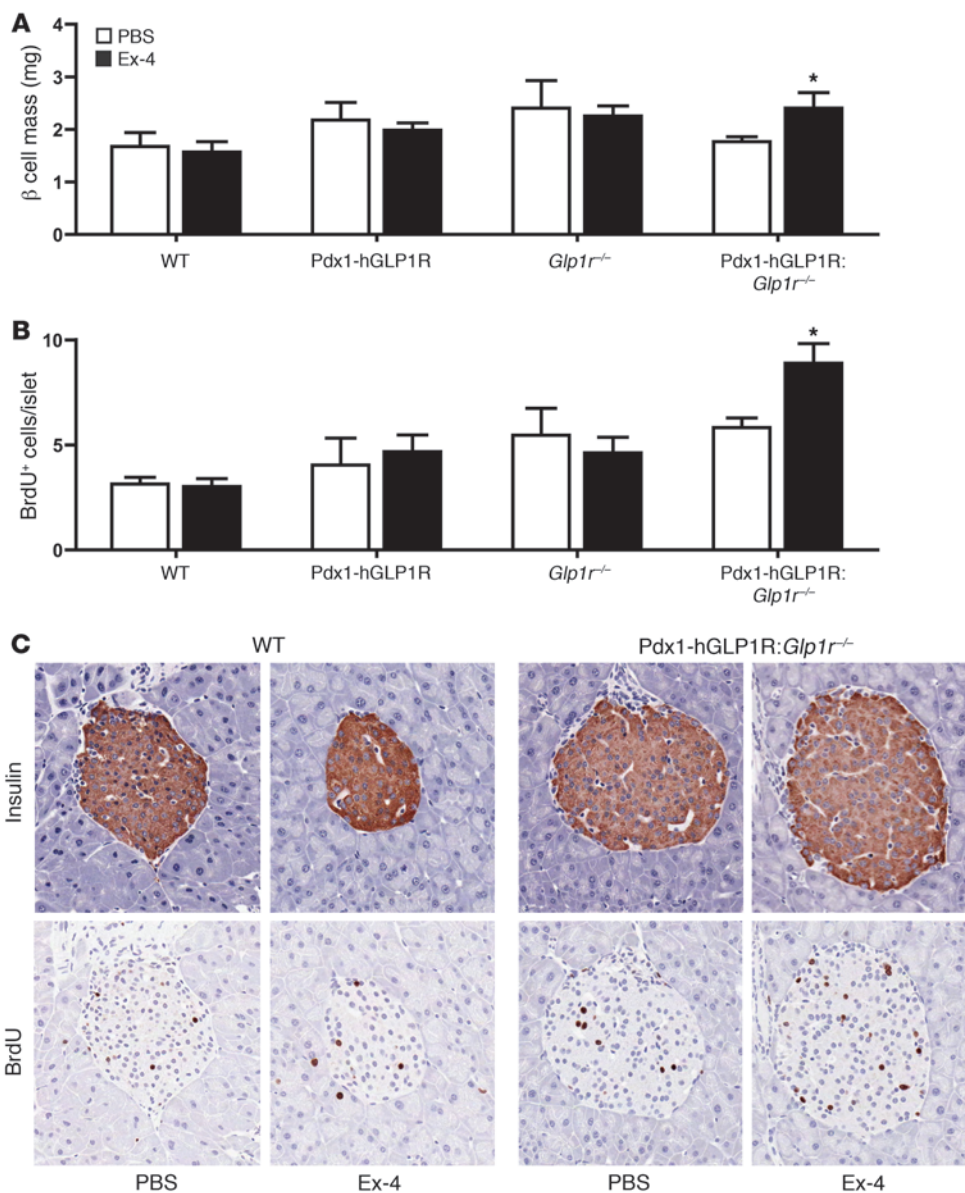 A
4
3
2
1
0
β cell mass (mg)
PBS
Ex-4
*
WT
Pdx1-hGLP1R
Glp1r–/–
Pdx1-hGLP1R:
Glp1r–/–
B
10
5
0
BrdU+ cells/islet
*
WT
Pdx1-hGLP1R
Glp1r–/–
Pdx1-hGLP1R:
Glp1r–/–
C
WT
Pdx1-hGLP1R:Glp1r–/–
Insulin
BrdU
PBS
Ex-4
PBS
Ex-4